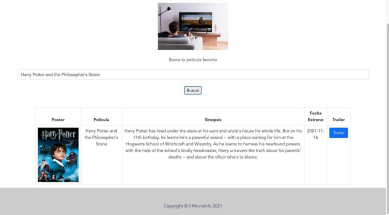 Busca tu película favorita
Harry Potter and the Philosopher's Stone
Buscar
Poster
Película
Sinopsis
Fecha
Estreno
Trailer
Harry Potter
Harry Potter and
the Philosopher's
Stone
Harry Potter has lived under the stairs at his aunt and uncle's house his whole life. But on his
11th birthday, he learns he's a powerful wizard -- with a place waiting for him at the
Hogwarts School of Witchcraft and Wizardry. As he learns to harness his newfound powers
with the help of the school's kindly headmaster, Harry uncovers the truth about his parents'
deaths -- and about the villain who's to blame.
2001-11-
16
Trailer
Copyright © MovieInfo 2021